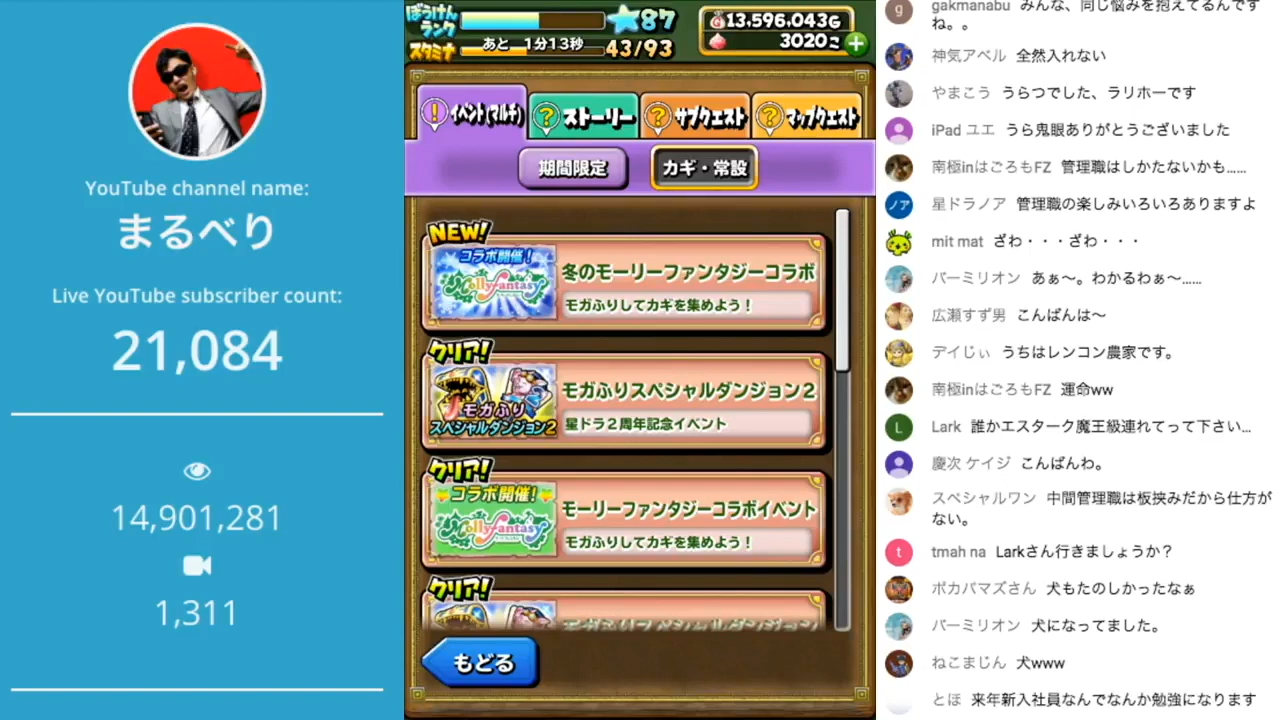 YouTube channel name:
まるべり
Live YouTube subscriber count:
21,084
14,901,281
1,311
ぼうけん
ランク
87
13,596,043G
スタミナ
あと 1分13秒
43/93
3020こ
イベント(マルチ)
ストーリー
サブクエスト
マップクエスト
期間限定
カギ・常設
NEW!
コラボ開催!
Mollyfantasy
冬のモーリーファンタジーコラボ
モガふりしてカギを集めよう!
クリア!
モガふり
スペシャルダンジョン2
モガふりスペシャルダンジョン2
星ドラ2周年記念イベント
クリア!
コラボ開催!
Mollyfantasy
モーリーファンタジーコラボイベント
モガふりしてカギを集めよう!
クリア!
もどる
g gakmanabu みんな、同じ悩みを抱えてるんです
ね。。
神気アベル 全然入れない
やまこう うらつでした、ラリホーです
iPad ユエ うら鬼眼ありがとうございました
南極inはごろもFZ 管理職はしかたないかも……
ノア 星ドラノア 管理職の楽しみいろいろありますよ
mit mat ざわ・・・ざわ・・・
バーミリオン あぁ〜。わかるわぁ〜……
広瀬すず男 こんばんは〜
デイじぃ うちはレンコン農家です。
南極inはごろもFZ 運命ww
L Lark 誰かエスターク魔王級連れてって下さい...
慶次 ケイジ こんばんわ。
スペシャルワン 中間管理職は板挟みだから仕方が
ない。
t tmah na Larkさん行きましょうか?
ポカパマズさん 犬もたのしかったなぁ
バーミリオン 犬になってました。
ねこまじん 犬www
とほ 来年新入社員なんでなんか勉強になります